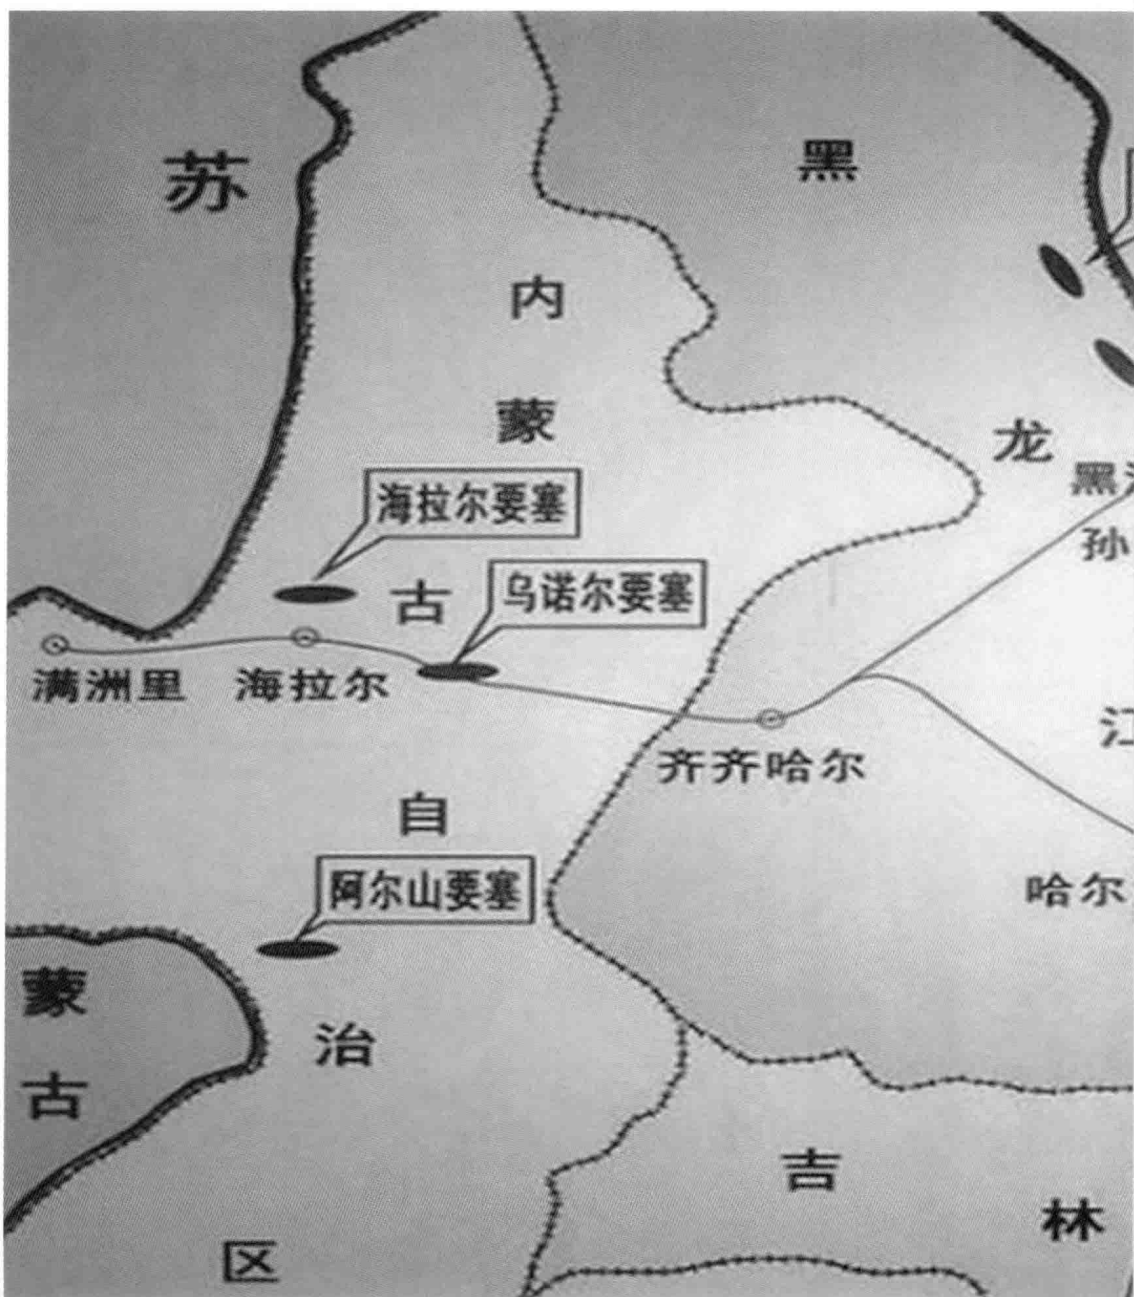 苏
黑
内
蒙
龙
海拉尔要塞
黑
孙
古
乌诺尔要塞
满洲里
海拉尔
江
齐齐哈尔
自
阿尔山要塞
哈尔
蒙
古
治
吉
林
区